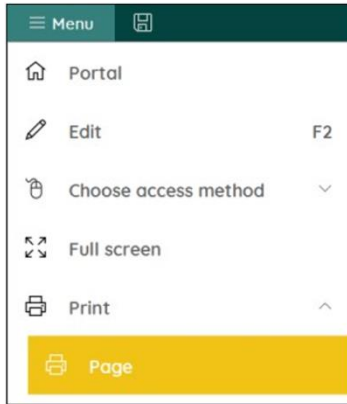 Menu
Portal
Edit F2
Choose access method
Full screen
Print
Page